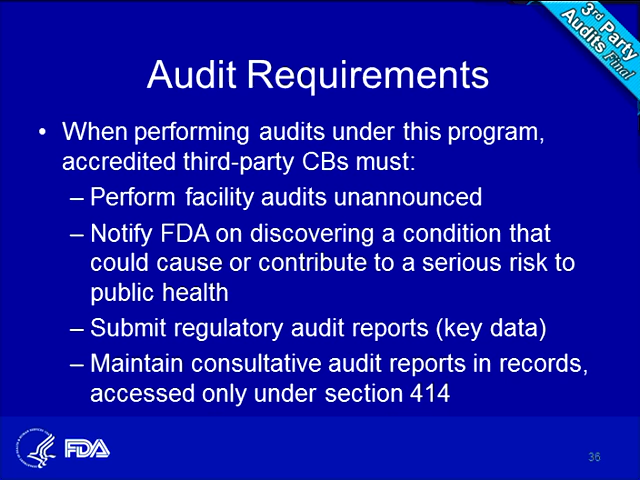 3rd Party
Audits Final
Audit Requirements
• When performing audits under this program,
accredited third-party CBs must:
– Perform facility audits unannounced
– Notify FDA on discovering a condition that
could cause or contribute to a serious risk to
public health
– Submit regulatory audit reports (key data)
– Maintain consultative audit reports in records,
accessed only under section 414
FDA
36